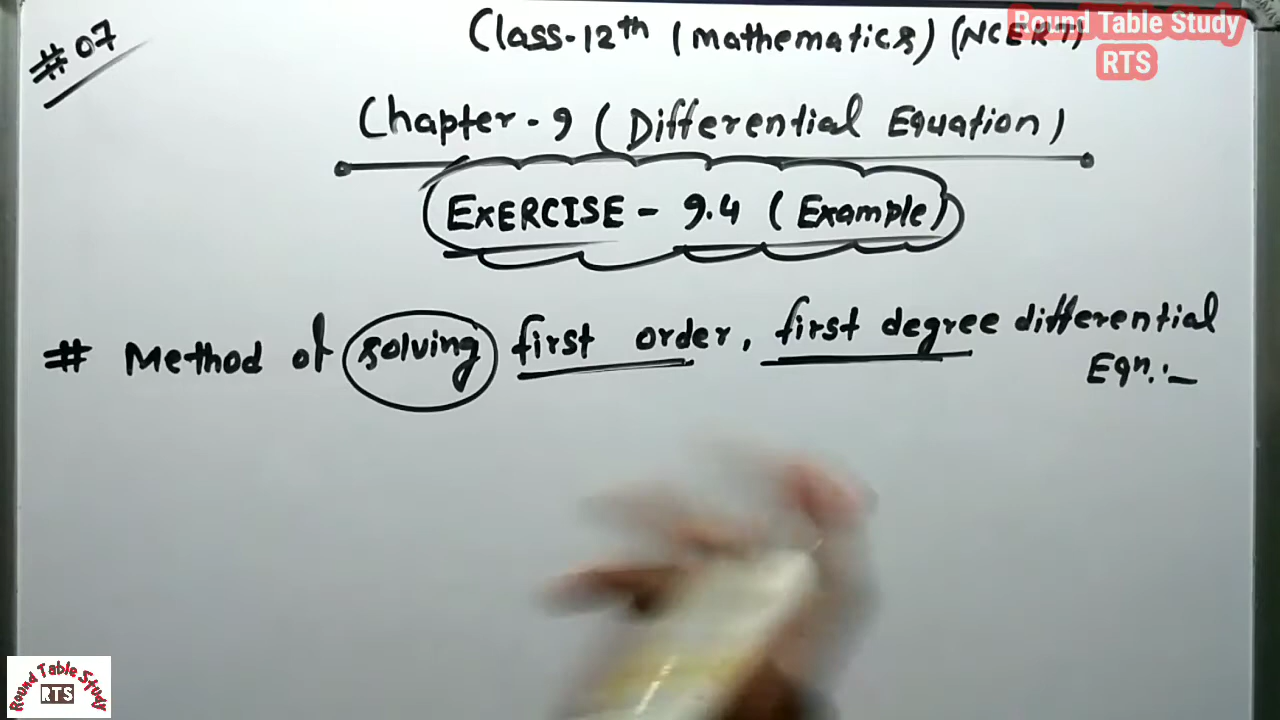 # 07
Class-12th (mathematics) (NCERT)
Round Table Study
RTS
Chapter-9 (Differential Equation)
EXERCISE - 9.4 (Example)
# Method of solving first order, first degree differential
Eqn.:-
Round Table Study
RTS